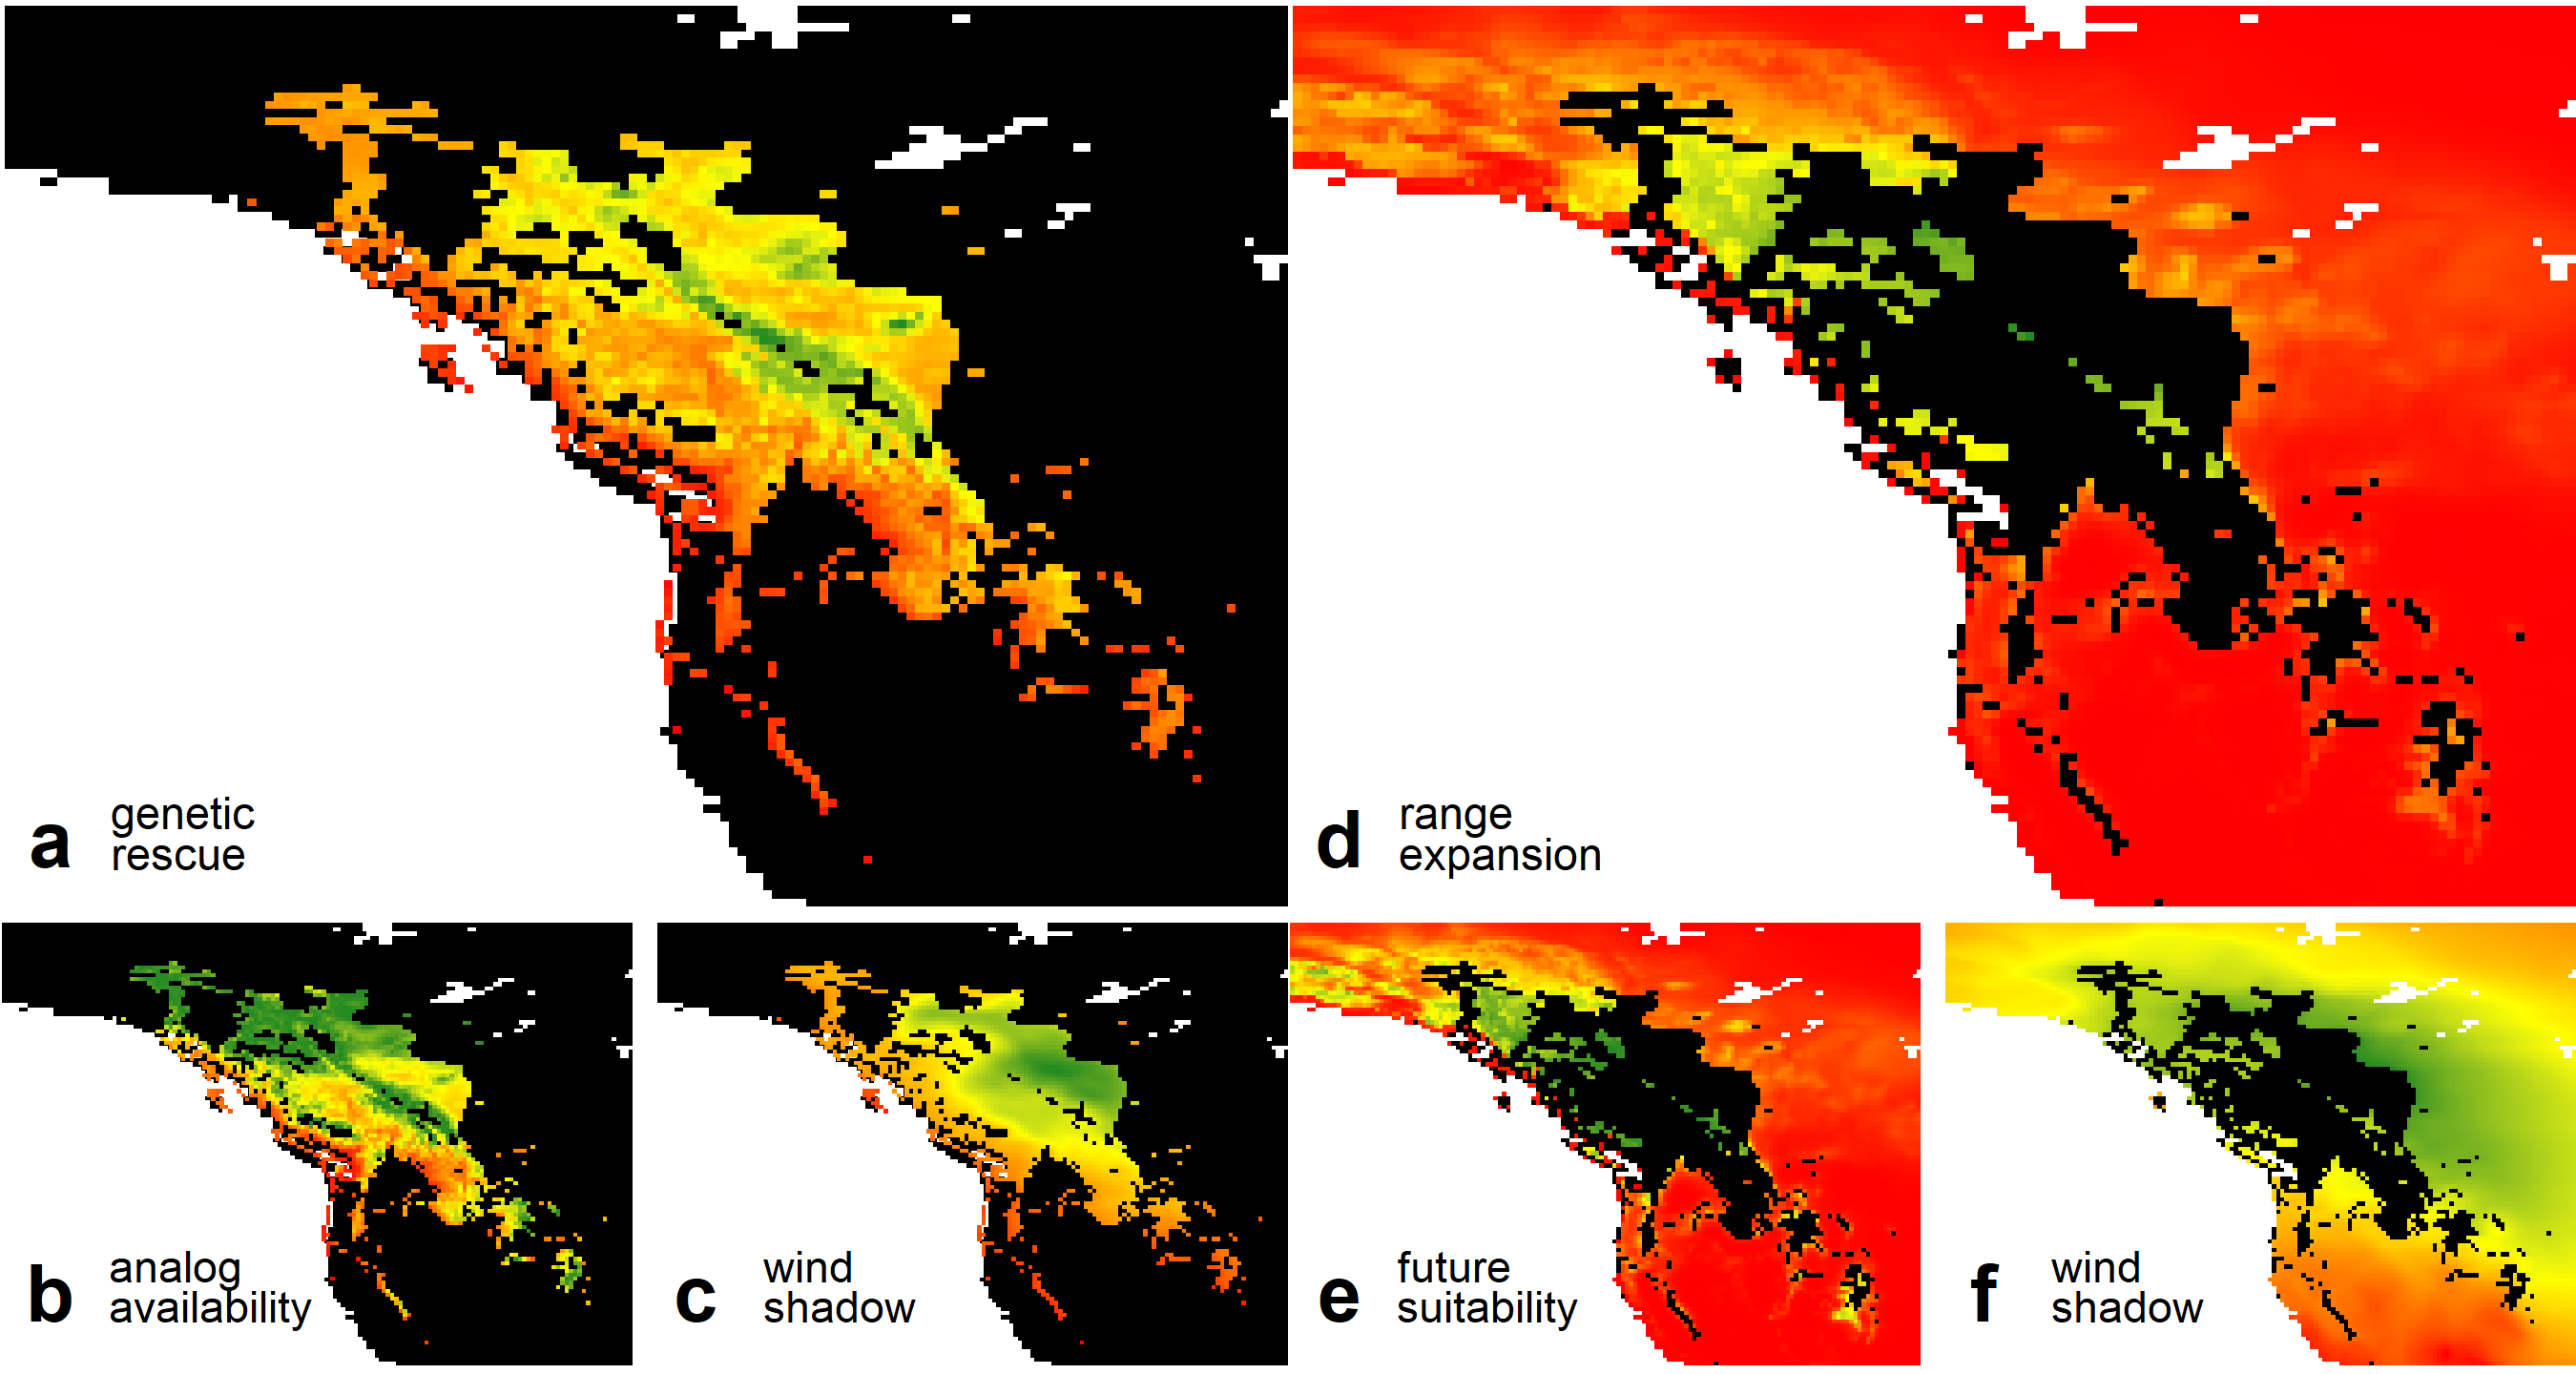 a genetic
rescue
d range
expansion
b analog
availability
c wind
shadow
e future
suitability
f wind
shadow